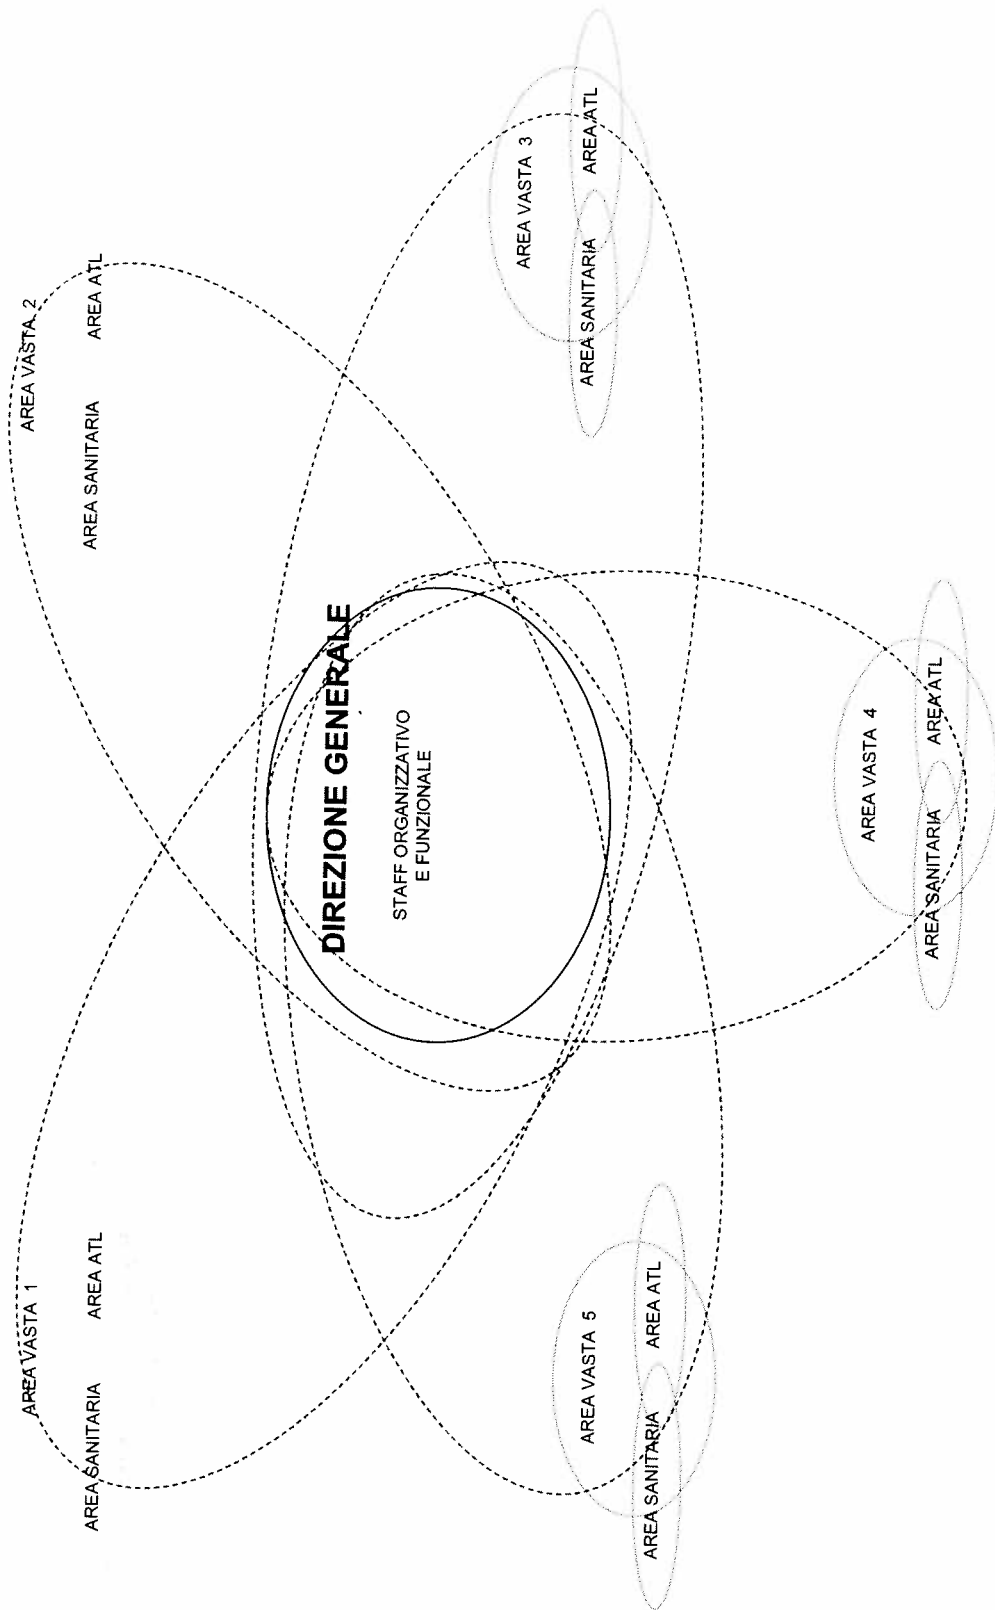 AREA VASTA 1
AREA SANITARIA
AREA ATL
AREA VASTA 2
AREA SANITARIA
AREA ATL
DIREZIONE GENERALE
STAFF ORGANIZZATIVO
E FUNZIONALE
AREA VASTA 3
AREA SANITARIA
AREA ATL
AREA VASTA 5
AREA SANITARIA
AREA ATL
AREA VASTA 4
AREA SANITARIA
AREA ATL